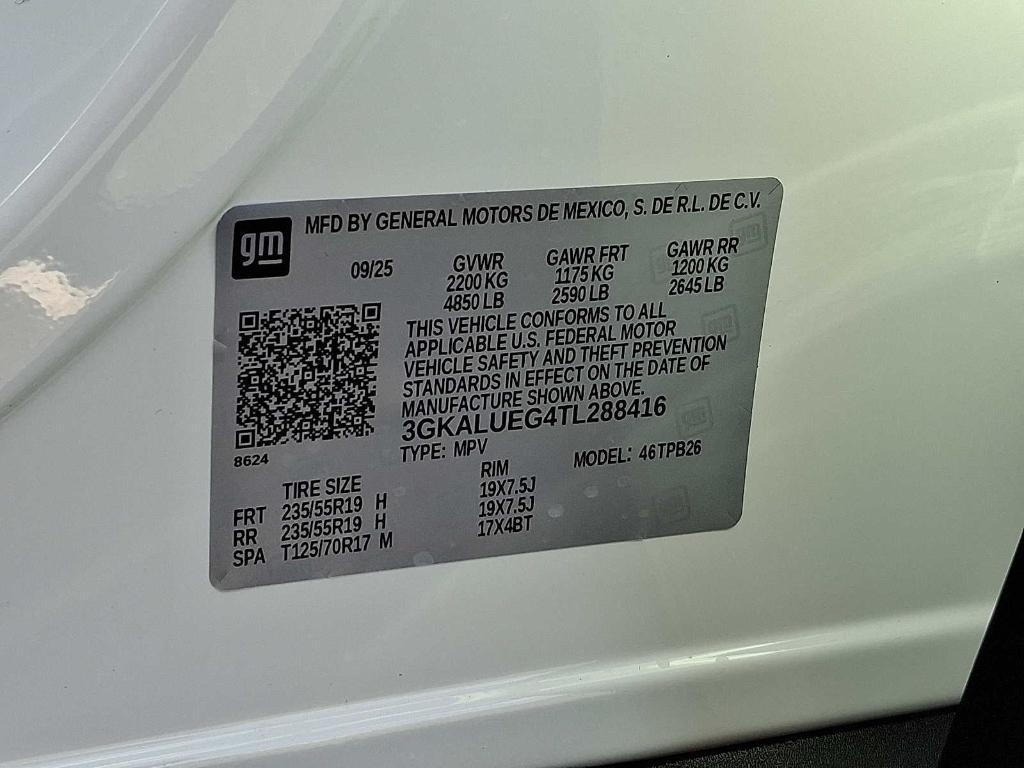 gm
MFD BY GENERAL MOTORS DE MEXICO, S. DE R.L. DE C.V.
09/25
GVWR
2200 KG
4850 LB
GAWR FRT
1175 KG
2590 LB
GAWR RR
1200 KG
2645 LB
THIS VEHICLE CONFORMS TO ALL
APPLICABLE U.S. FEDERAL MOTOR
VEHICLE SAFETY AND THEFT PREVENTION
STANDARDS IN EFFECT ON THE DATE OF
MANUFACTURE SHOWN ABOVE.
3GKALUEG4TL288416
8624
TYPE: MPV
MODEL: 46TPB26
TIRE SIZE RIM
FRT 235/55R19 H 19X7.5J
RR 235/55R19 H 19X7.5J
SPA T125/70R17 M 17X4BT